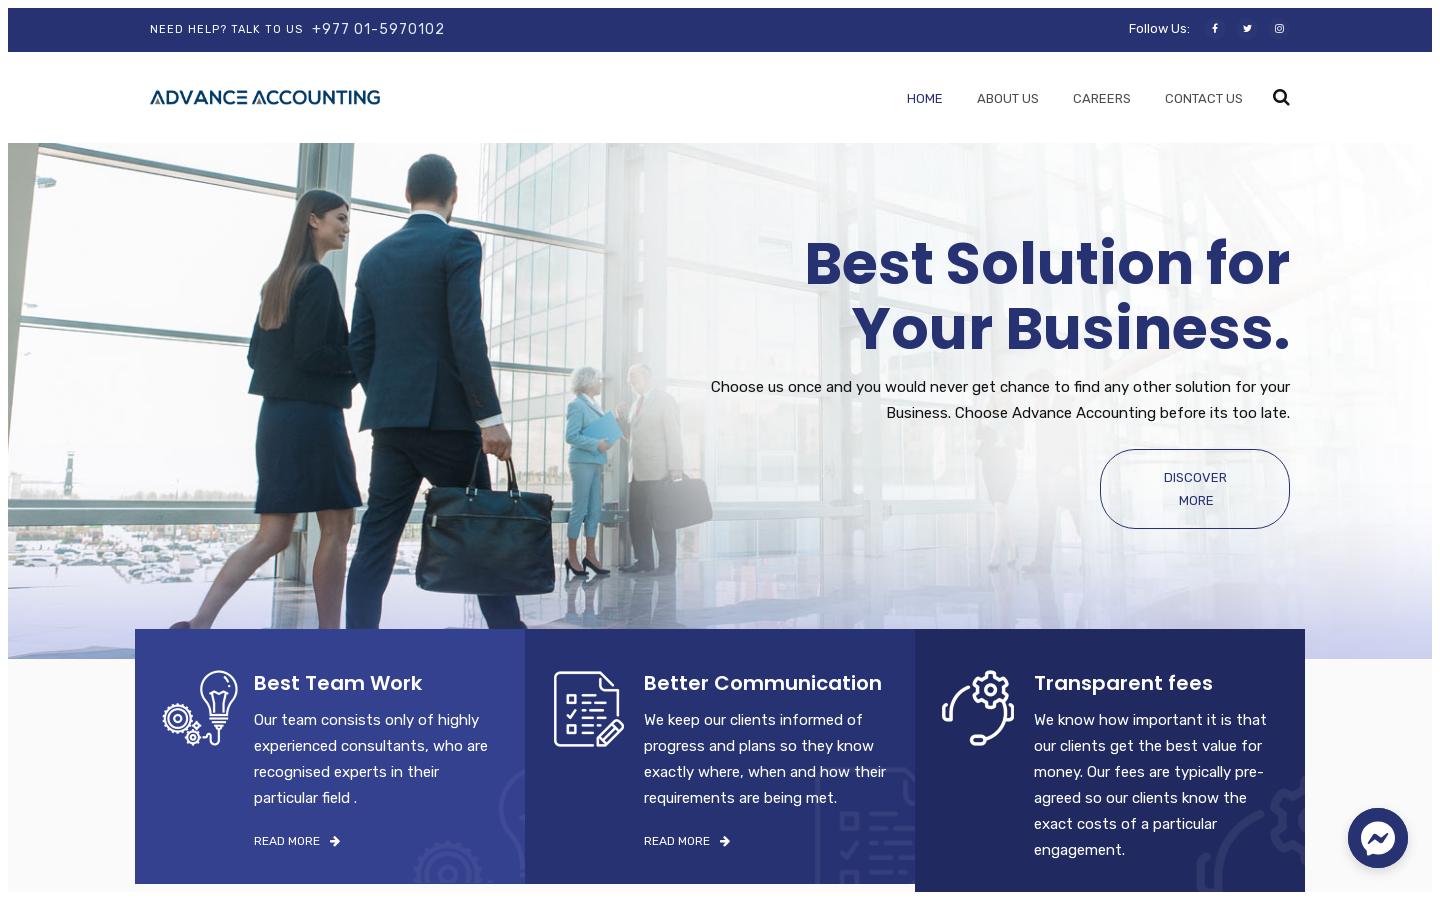 NEED HELP? TALK TO US +977 01-5970102
Follow Us:
ADVANCE ACCOUNTING
HOME
ABOUT US
CAREERS
CONTACT US
Best Solution for
Your Business.
Choose us once and you would never get chance to find any other solution for your
Business. Choose Advance Accounting before its too late.
DISCOVER
MORE
Best Team Work
Our team consists only of highly
experienced consultants, who are
recognised experts in their
particular field .
READ MORE
Better Communication
We keep our clients informed of
progress and plans so they know
exactly where, when and how their
requirements are being met.
READ MORE
Transparent fees
We know how important it is that
our clients get the best value for
money. Our fees are typically pre-
agreed so our clients know the
exact costs of a particular
engagement.